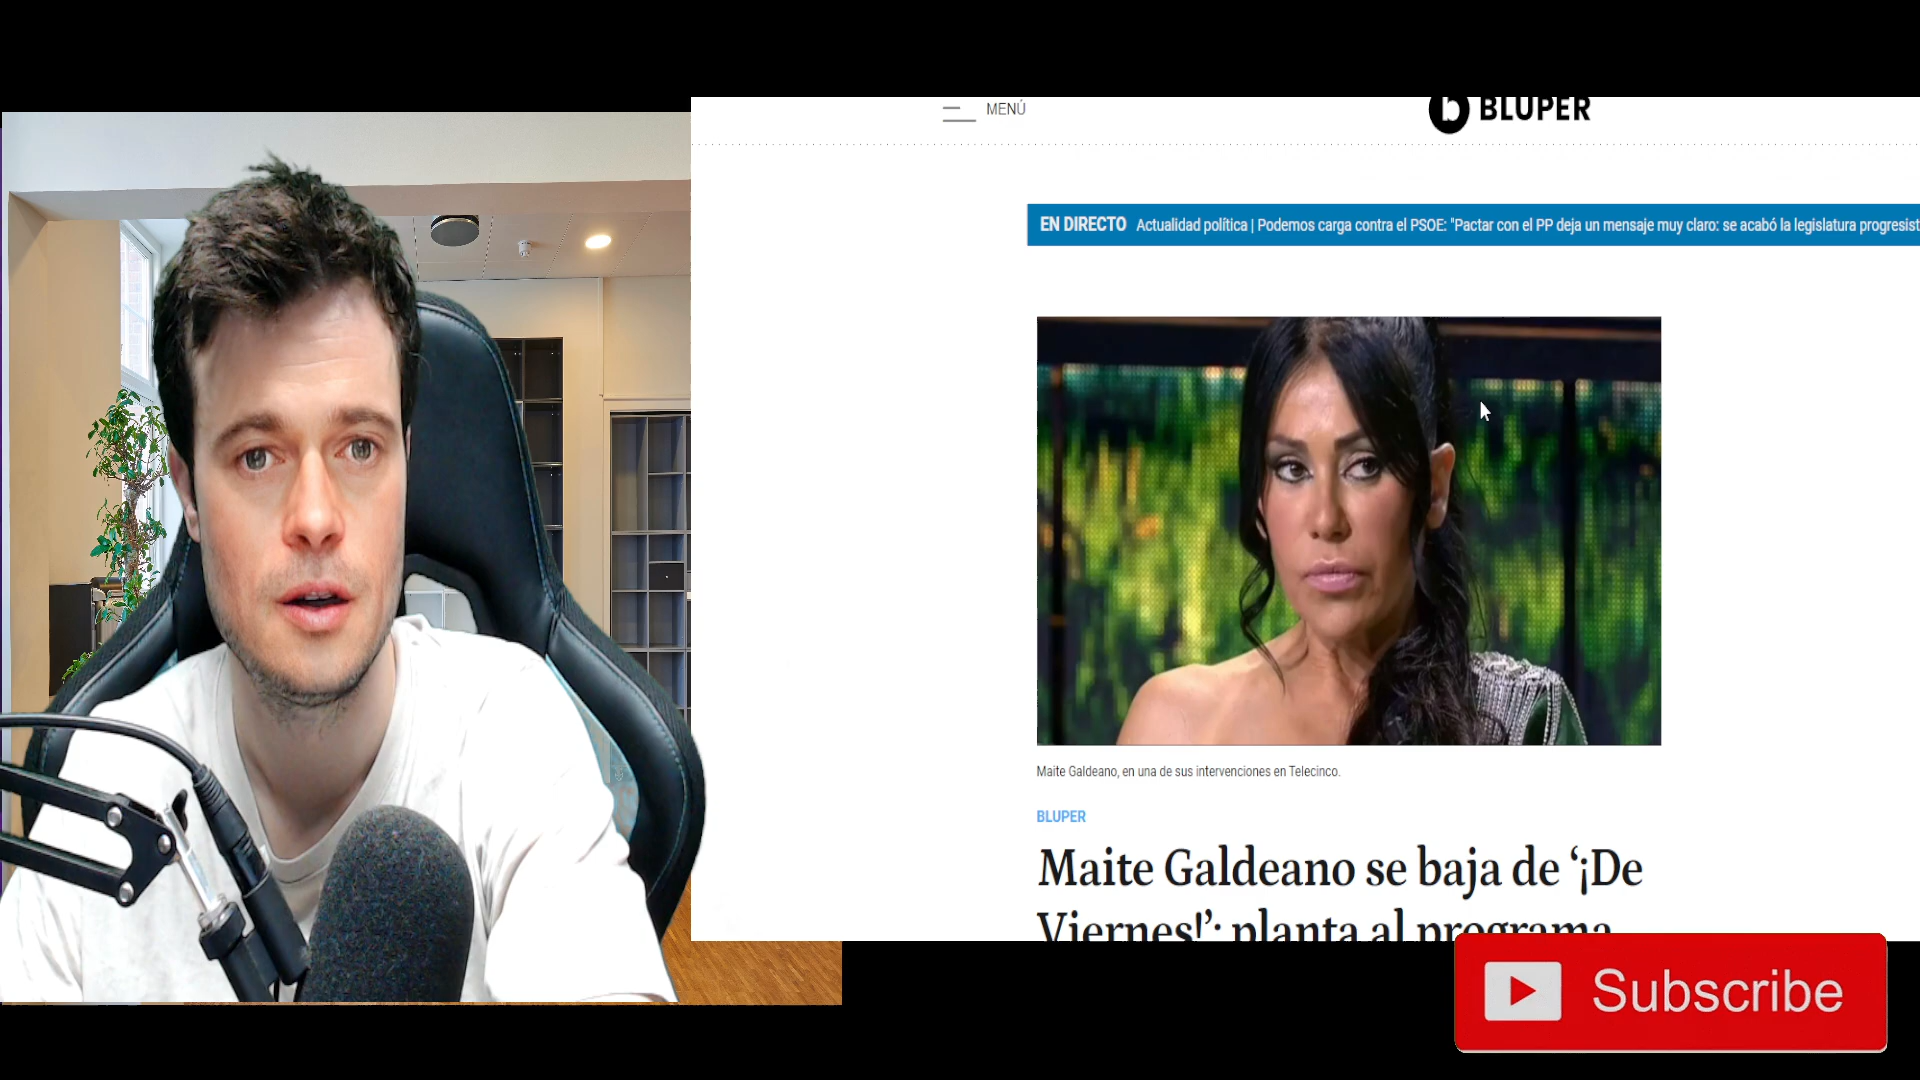 MENÚ
b BLUPER
EN DIRECTO Actualidad política | Podemos carga contra el PSOE: "Pactar con el PP deja un mensaje muy claro: se acabó la legislatura progresist
Maite Galdeano, en una de sus intervenciones en Telecinco.
BLUPER
Maite Galdeano se baja de ‘¡De
Viernes!’: planta al programa
Subscribe